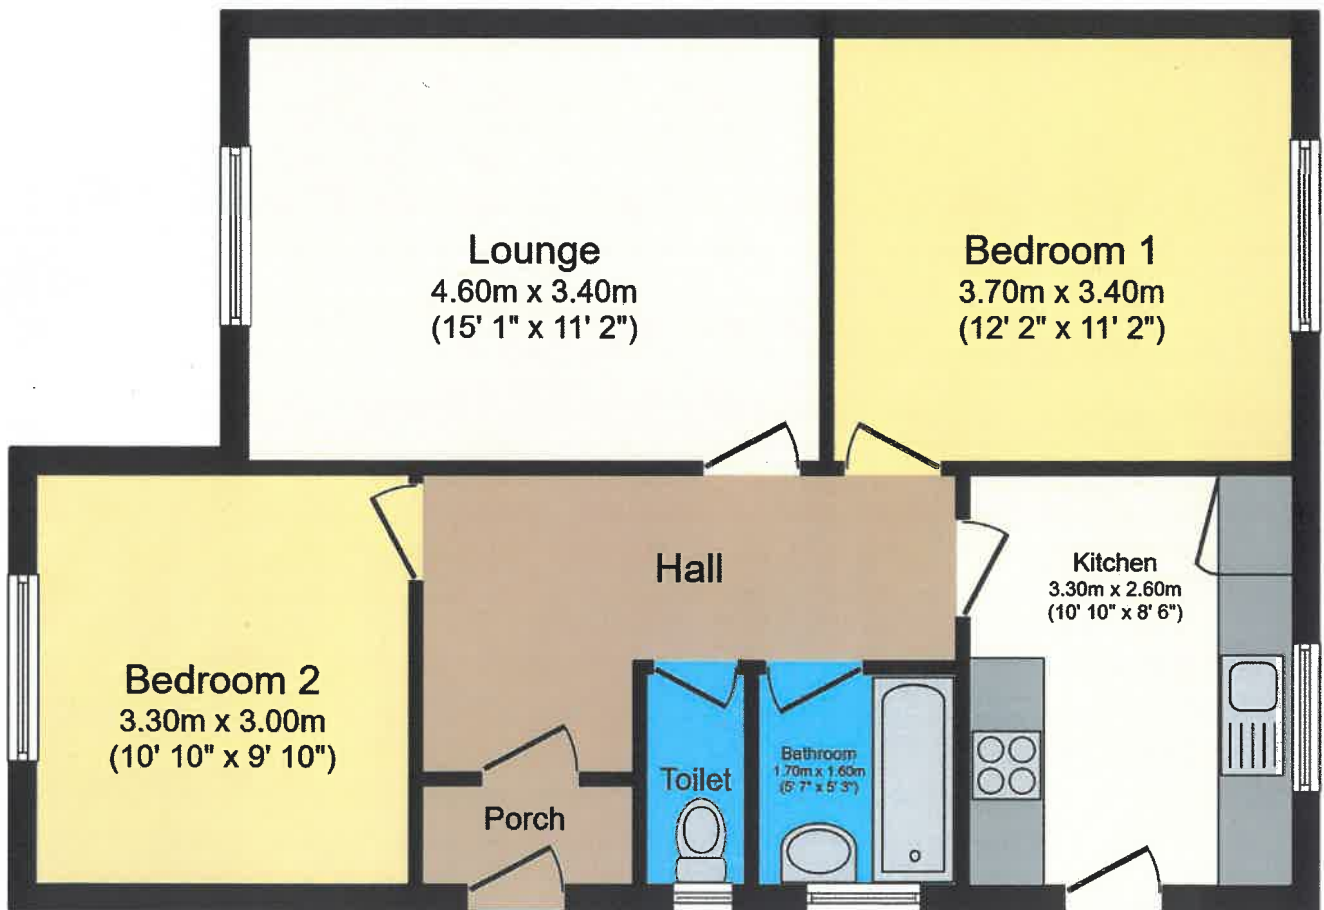 Lounge
4.60m x 3.40m
(15' 1" x 11' 2")
Bedroom 1
3.70m x 3.40m
(12' 2" x 11' 2")
Hall
Kitchen
3.30m x 2.60m
(10' 10" x 8' 6")
Bedroom 2
3.30m x 3.00m
(10' 10" x 9' 10")
Porch
Toilet
Bathroom
1.70m x 1.60m
(5' 7" x 5' 3")